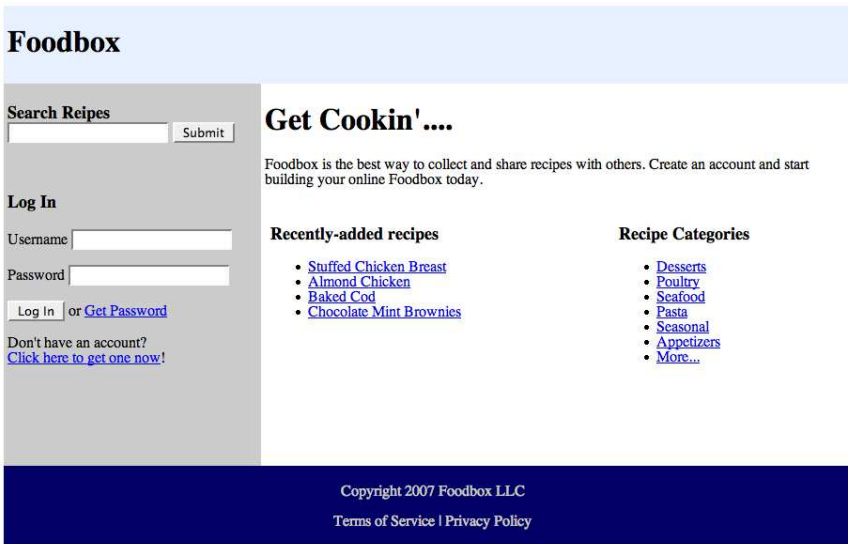 Foodbox
Search Reipes
Submit
Log In
Username
Password
Log In or Get Password
Don't have an account?
Click here to get one now!
Get Cookin'....
Foodbox is the best way to collect and share recipes with others. Create an account and start
building your online Foodbox today.
Recently-added recipes
• Stuffed Chicken Breast
• Almond Chicken
• Baked Cod
• Chocolate Mint Brownies
Recipe Categories
• Desserts
• Poultry
• Seafood
• Pasta
• Seasonal
• Appetizers
• More...
Copyright 2007 Foodbox LLC
Terms of Service | Privacy Policy